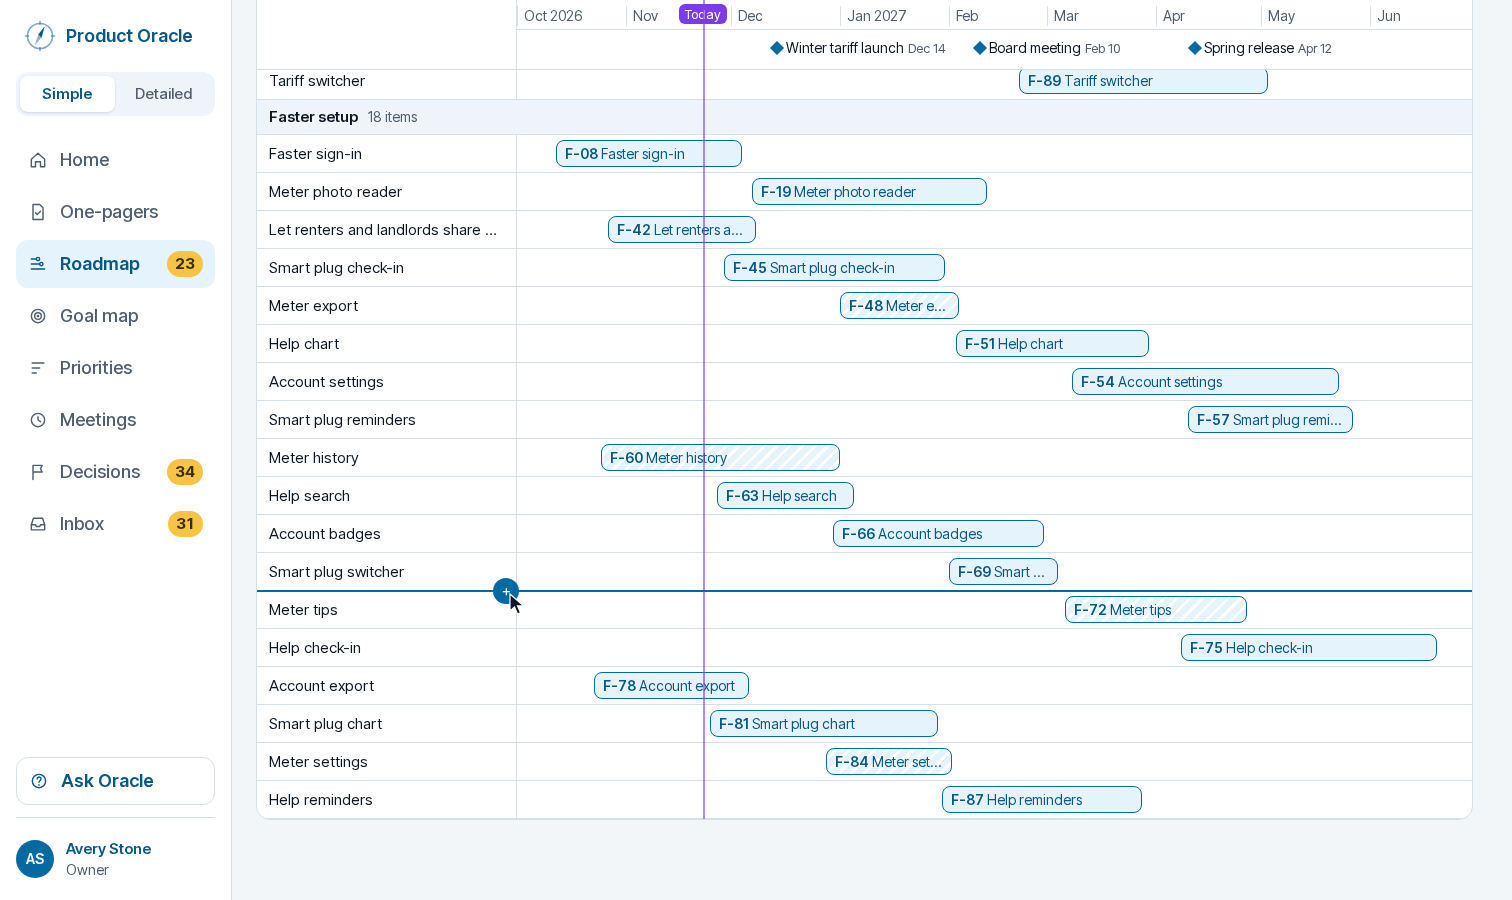 Product Oracle
Simple
Detailed
Home
One-pagers
Roadmap 23
Goal map
Priorities
Meetings
Decisions 34
Inbox 31
Ask Oracle
AS
Avery Stone
Owner
Oct 2026 Nov Today Dec Jan 2027 Feb Mar Apr May Jun
Winter tariff launch Dec 14 Board meeting Feb 10 Spring release Apr 12
Tariff switcher F-89 Tariff switcher
Faster setup 18 items
Faster sign-in F-08 Faster sign-in
Meter photo reader F-19 Meter photo reader
Let renters and landlords share ... F-42 Let renters a...
Smart plug check-in F-45 Smart plug check-in
Meter export F-48 Meter e...
Help chart F-51 Help chart
Account settings F-54 Account settings
Smart plug reminders F-57 Smart plug remi...
Meter history F-60 Meter history
Help search F-63 Help search
Account badges F-66 Account badges
Smart plug switcher F-69 Smart ...
+
Meter tips F-72 Meter tips
Help check-in F-75 Help check-in
Account export F-78 Account export
Smart plug chart F-81 Smart plug chart
Meter settings F-84 Meter set...
Help reminders F-87 Help reminders